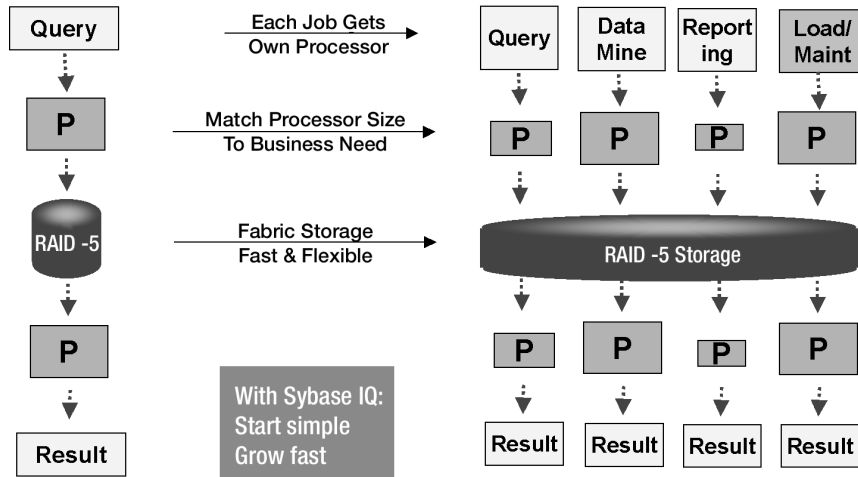 Query
Each Job Gets
Own Processor
Query
Data
Mine
Report
ing
Load/
Maint
P
Match Processor Size
To Business Need
P
P
P
P
RAID -5
Fabric Storage
Fast & Flexible
RAID -5 Storage
P
P
P
P
P
With Sybase IQ:
Start simple
Grow fast
Result
Result
Result
Result
Result